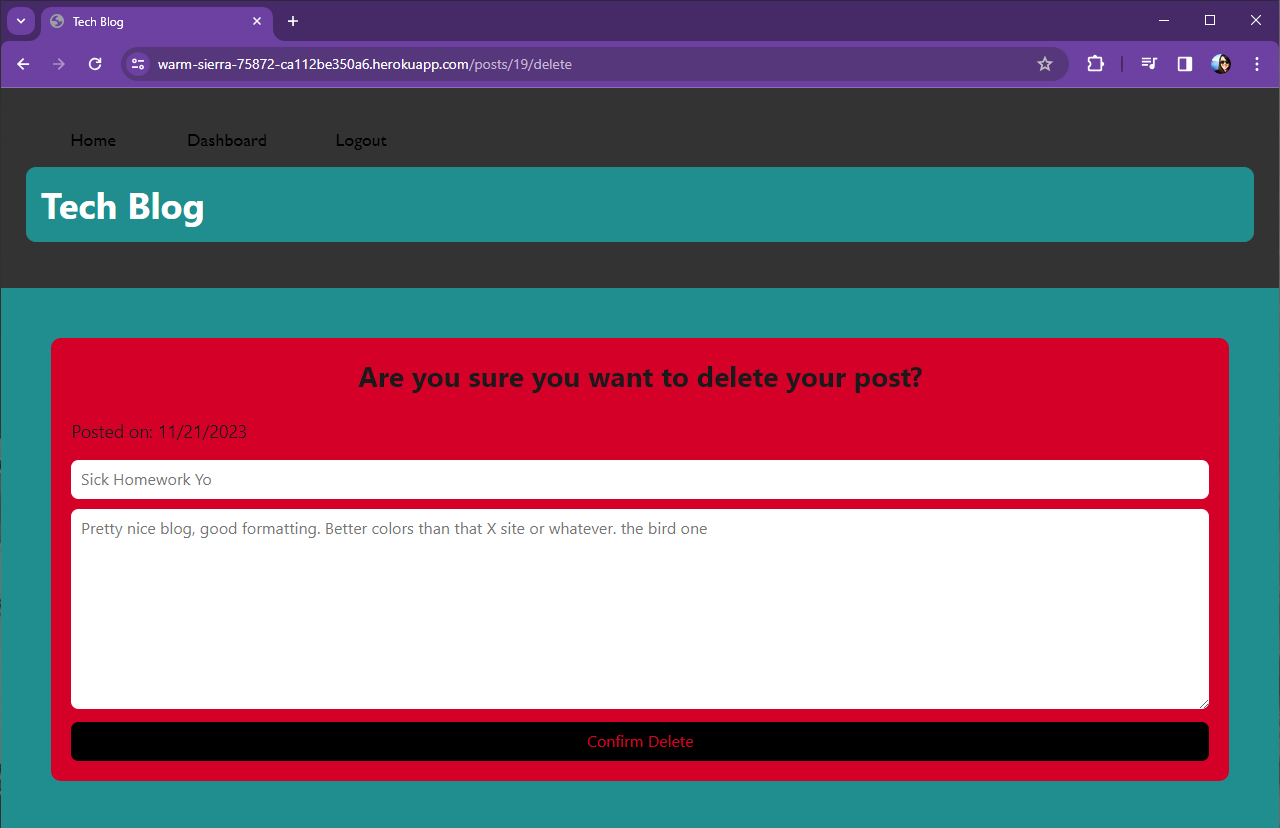 Tech Blog
warm-sierra-75872-ca112be350a6.herokuapp.com/posts/19/delete
Home Dashboard Logout
Tech Blog
Are you sure you want to delete your post?
Posted on: 11/21/2023
Sick Homework Yo
Pretty nice blog, good formatting. Better colors than that X site or whatever. the bird one
Confirm Delete